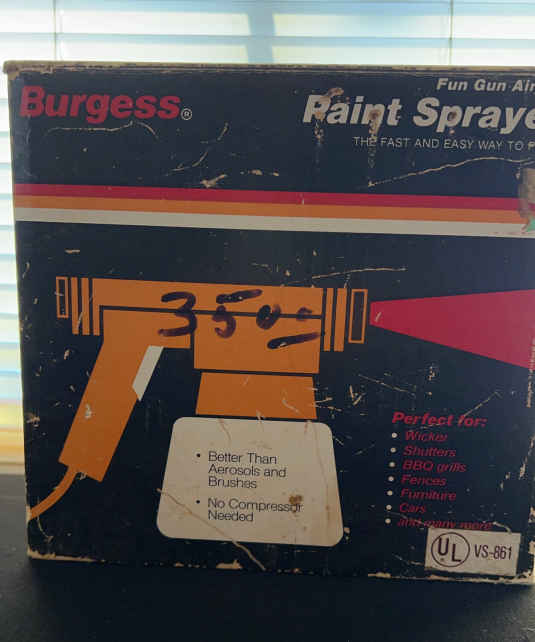 Fun Gun Air
Burgess®
Paint Spraye
THE FAST AND EASY WAY TO
350-
Perfect for:
• Wicker
• Shutters
• BBQ grills
• Fences
• Furniture
• Cars
• and many more
• Better Than
Aerosols and
Brushes
• No Compressor
Needed
UL
VS-861